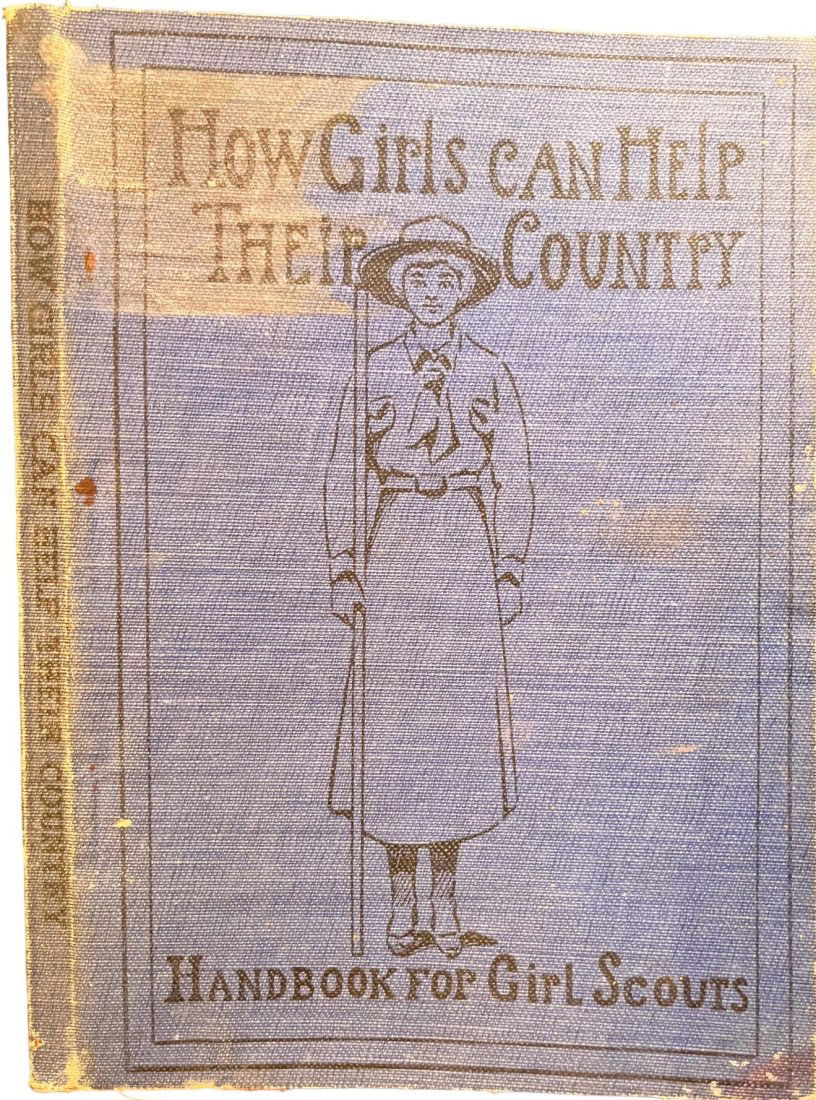 How Girls can Help
Their Country
Handbook for Girl Scouts
HOW GIRLS CAN HELP THEIR COUNTRY